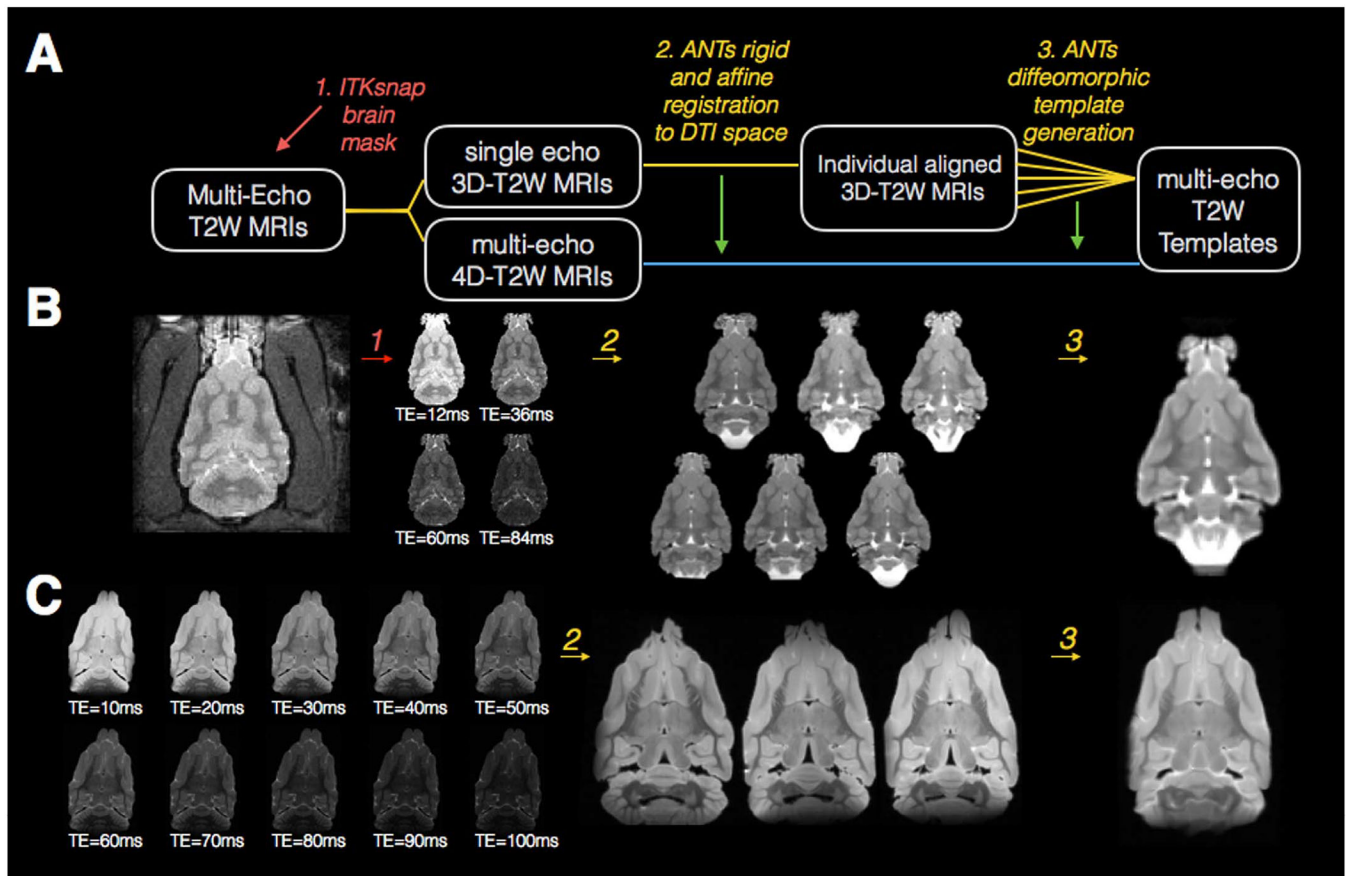 A
1. ITKsnap
brain
mask
2. ANTs rigid
and affine
registration
to DTI space
3. ANTs
diffeomorphic
template
generation
Multi-Echo
T2W MRIs
single echo
3D-T2W MRIs
multi-echo
4D-T2W MRIs
Individual aligned
3D-T2W MRIs
multi-echo
T2W
Templates
B
1
2
3
TE=12ms TE=36ms
TE=60ms TE=84ms
C
2
3
TE=10ms TE=20ms TE=30ms TE=40ms TE=50ms
TE=60ms TE=70ms TE=80ms TE=90ms TE=100ms